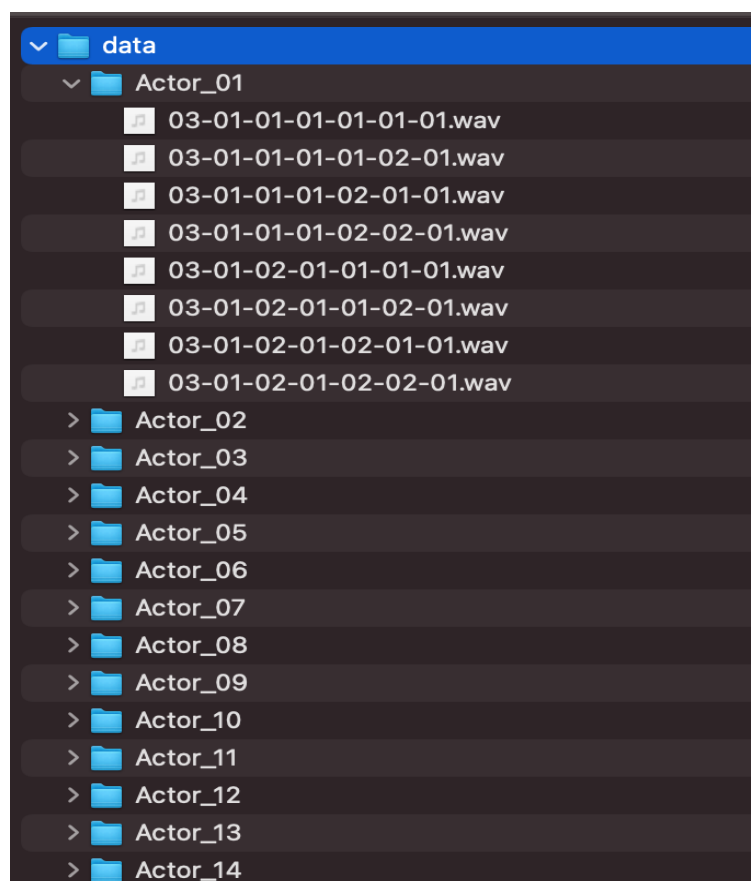 data
Actor_01
03-01-01-01-01-01-01.wav
03-01-01-01-01-02-01.wav
03-01-01-01-02-01-01.wav
03-01-01-01-02-02-01.wav
03-01-02-01-01-01-01.wav
03-01-02-01-01-02-01.wav
03-01-02-01-02-01-01.wav
03-01-02-01-02-02-01.wav
Actor_02
Actor_03
Actor_04
Actor_05
Actor_06
Actor_07
Actor_08
Actor_09
Actor_10
Actor_11
Actor_12
Actor_13
Actor_14